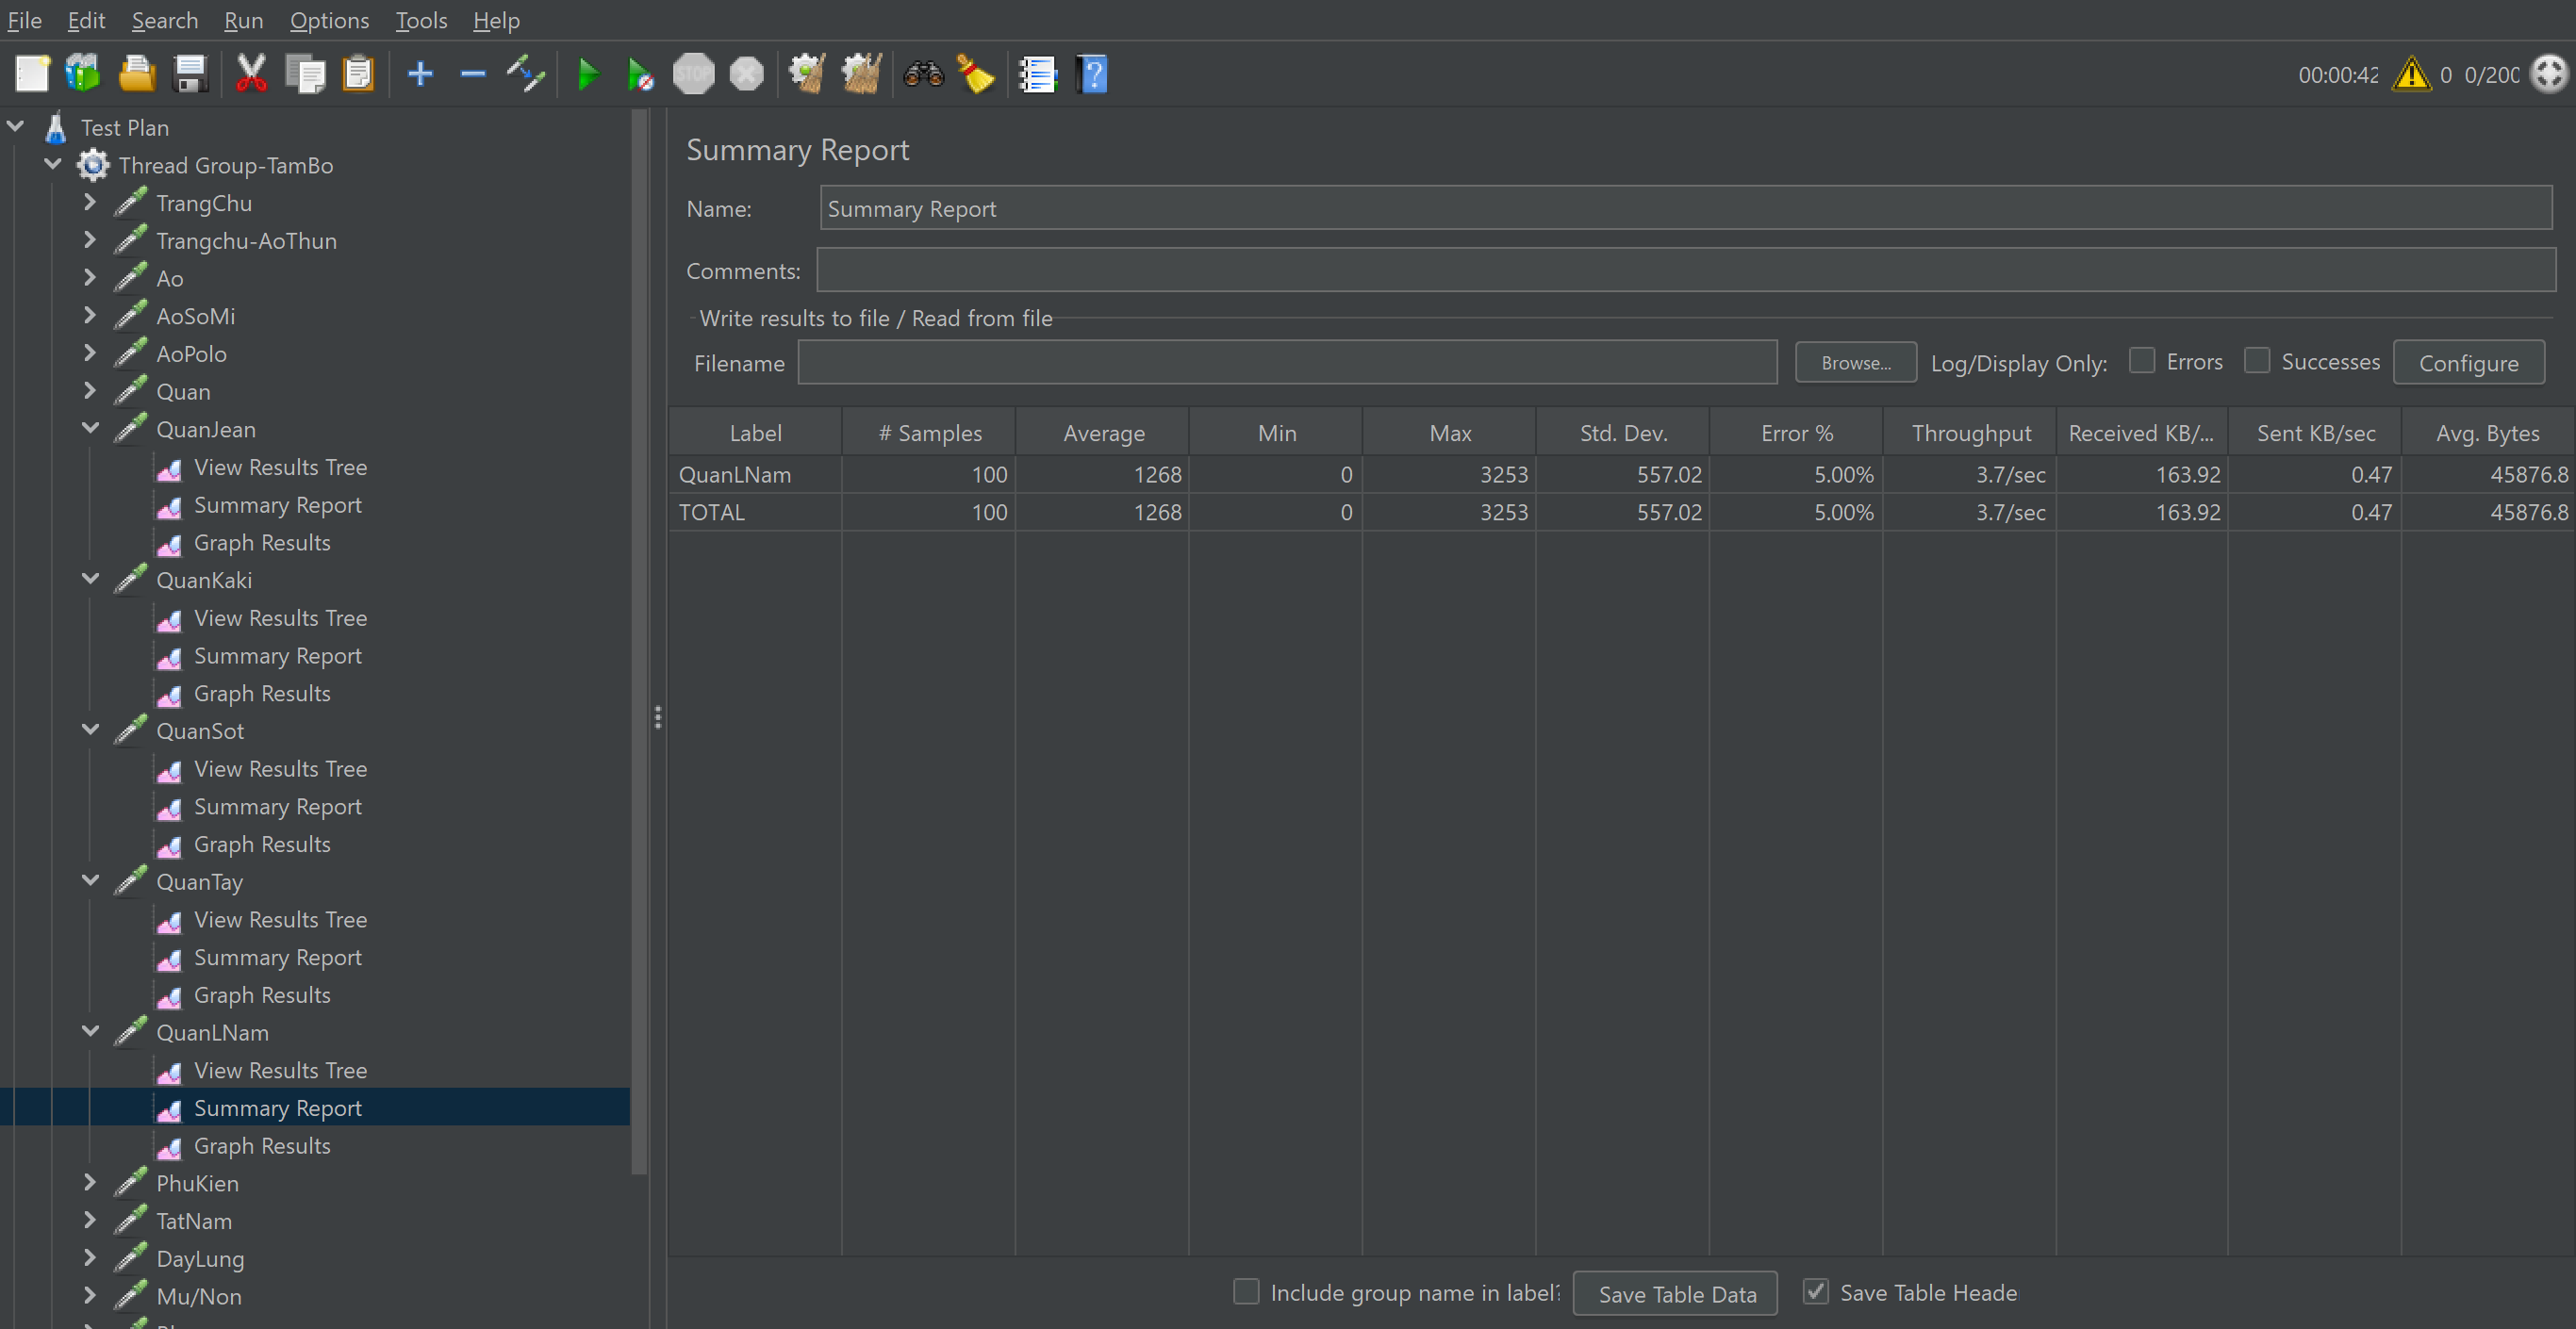 File Edit Search Run Options Tools Help
STOP
00:00:42 0 0/200
Test Plan
Thread Group-TamBo
TrangChu
Trangchu-AoThun
Ao
AoSoMi
AoPolo
Quan
QuanJean
View Results Tree
Summary Report
Graph Results
QuanKaki
View Results Tree
Summary Report
Graph Results
QuanSot
View Results Tree
Summary Report
Graph Results
QuanTay
View Results Tree
Summary Report
Graph Results
QuanLNam
View Results Tree
Summary Report
Graph Results
PhuKien
TatNam
DayLung
Mu/Non
Summary Report
Name: Summary Report
Comments:
Write results to file / Read from file
Filename Browse... Log/Display Only: Errors Successes Configure
Label # Samples Average Min Max Std. Dev. Error % Throughput Received KB/... Sent KB/sec Avg. Bytes
QuanLNam 100 1268 0 3253 557.02 5.00% 3.7/sec 163.92 0.47 45876.8
TOTAL 100 1268 0 3253 557.02 5.00% 3.7/sec 163.92 0.47 45876.8
Include group name in label? Save Table Data Save Table Heade